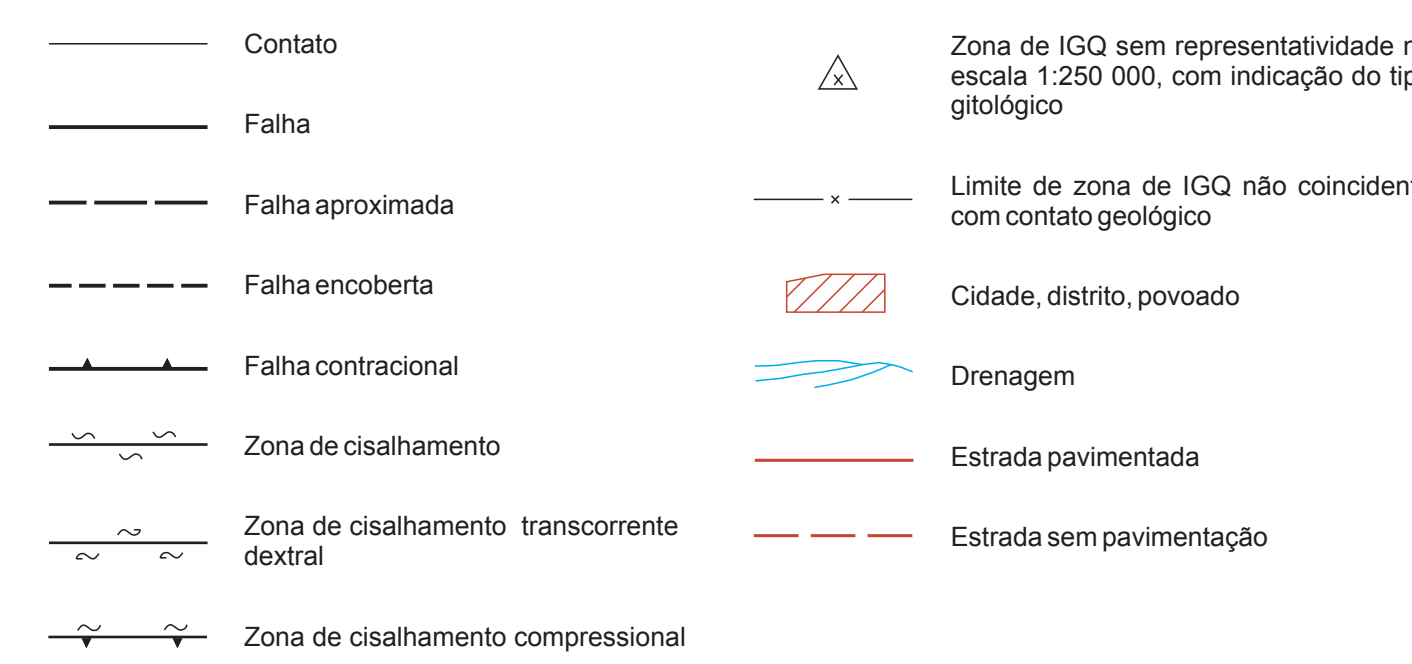 Contato
Falha
Falha aproximada
Falha encoberta
Falha contracional
Zona de cisalhamento
Zona de cisalhamento transcorrente
dextral
Zona de cisalhamento compressional
x
Zona de IGQ sem representatividade
escala 1:250 000, com indicação do
gitológico
x
Limite de zona de IGQ não
com contato geológico
Cidade, distrito, povoado
Drenagem
Estrada pavimentada
Estrada sem pavimentação